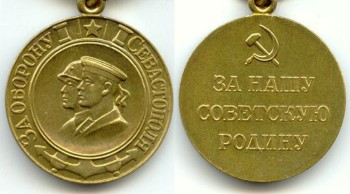 ЗА ОБОРОНУ
СЕВАСТОПОЛЯ
ЗА НАШУ
СОВЕТСКУЮ
РОДИНУ